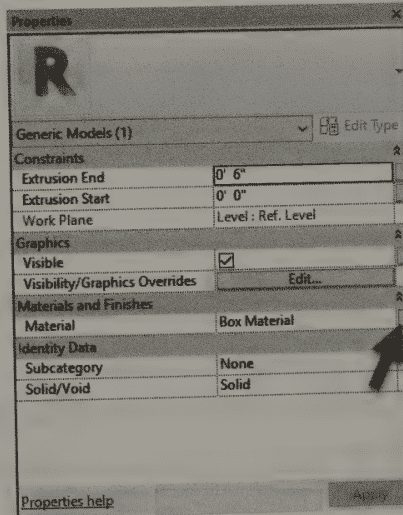 Properties
R
Generic Models (1) Edit Type
Constraints
Extrusion End 0' 6"
Extrusion Start 0' 0"
Work Plane Level : Ref. Level
Graphics
Visible
Visibility/Graphics Overrides Edit...
Materials and Finishes
Material Box Material
Identity Data
Subcategory None
Solid/Void Solid
Properties help Apply